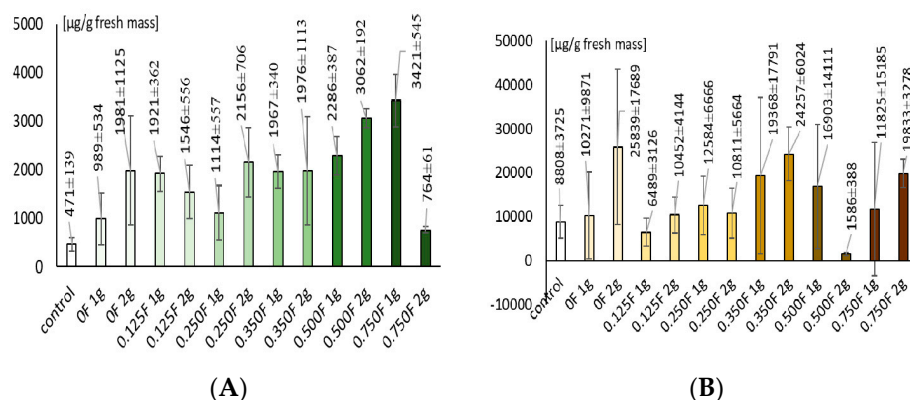 [µg/g fresh mass]
5000
4000
3000
2000
1000
0
471±139
989±534
1981±1125
1921±362
1546±556
1114±557
2156±706
1967±340
1976±1113
2286±387
3062±192
3421±545
764±61
control
0F 1g
0F 2g
0.125F 1g
0.125F 2g
0.250F 1g
0.250F 2g
0.350F 1g
0.350F 2g
0.500F 1g
0.500F 2g
0.750F 1g
0.750F 2g
(A)
[µg/g fresh mass]
50000
40000
30000
20000
10000
0
-10000
8808±3725
10271±9871
25839±17689
6489±3126
10452±4144
12584±6666
10811±5664
19368±17791
24257±6024
16903±14111
1586±388
11825±15185
19833±3278
control
0F 1g
0F 2g
0.125F 1g
0.125F 2g
0.250F 1g
0.250F 2g
0.350F 1g
0.350F 2g
0.500F 1g
0.500F 2g
0.750F 1g
0.750F 2g
(B)